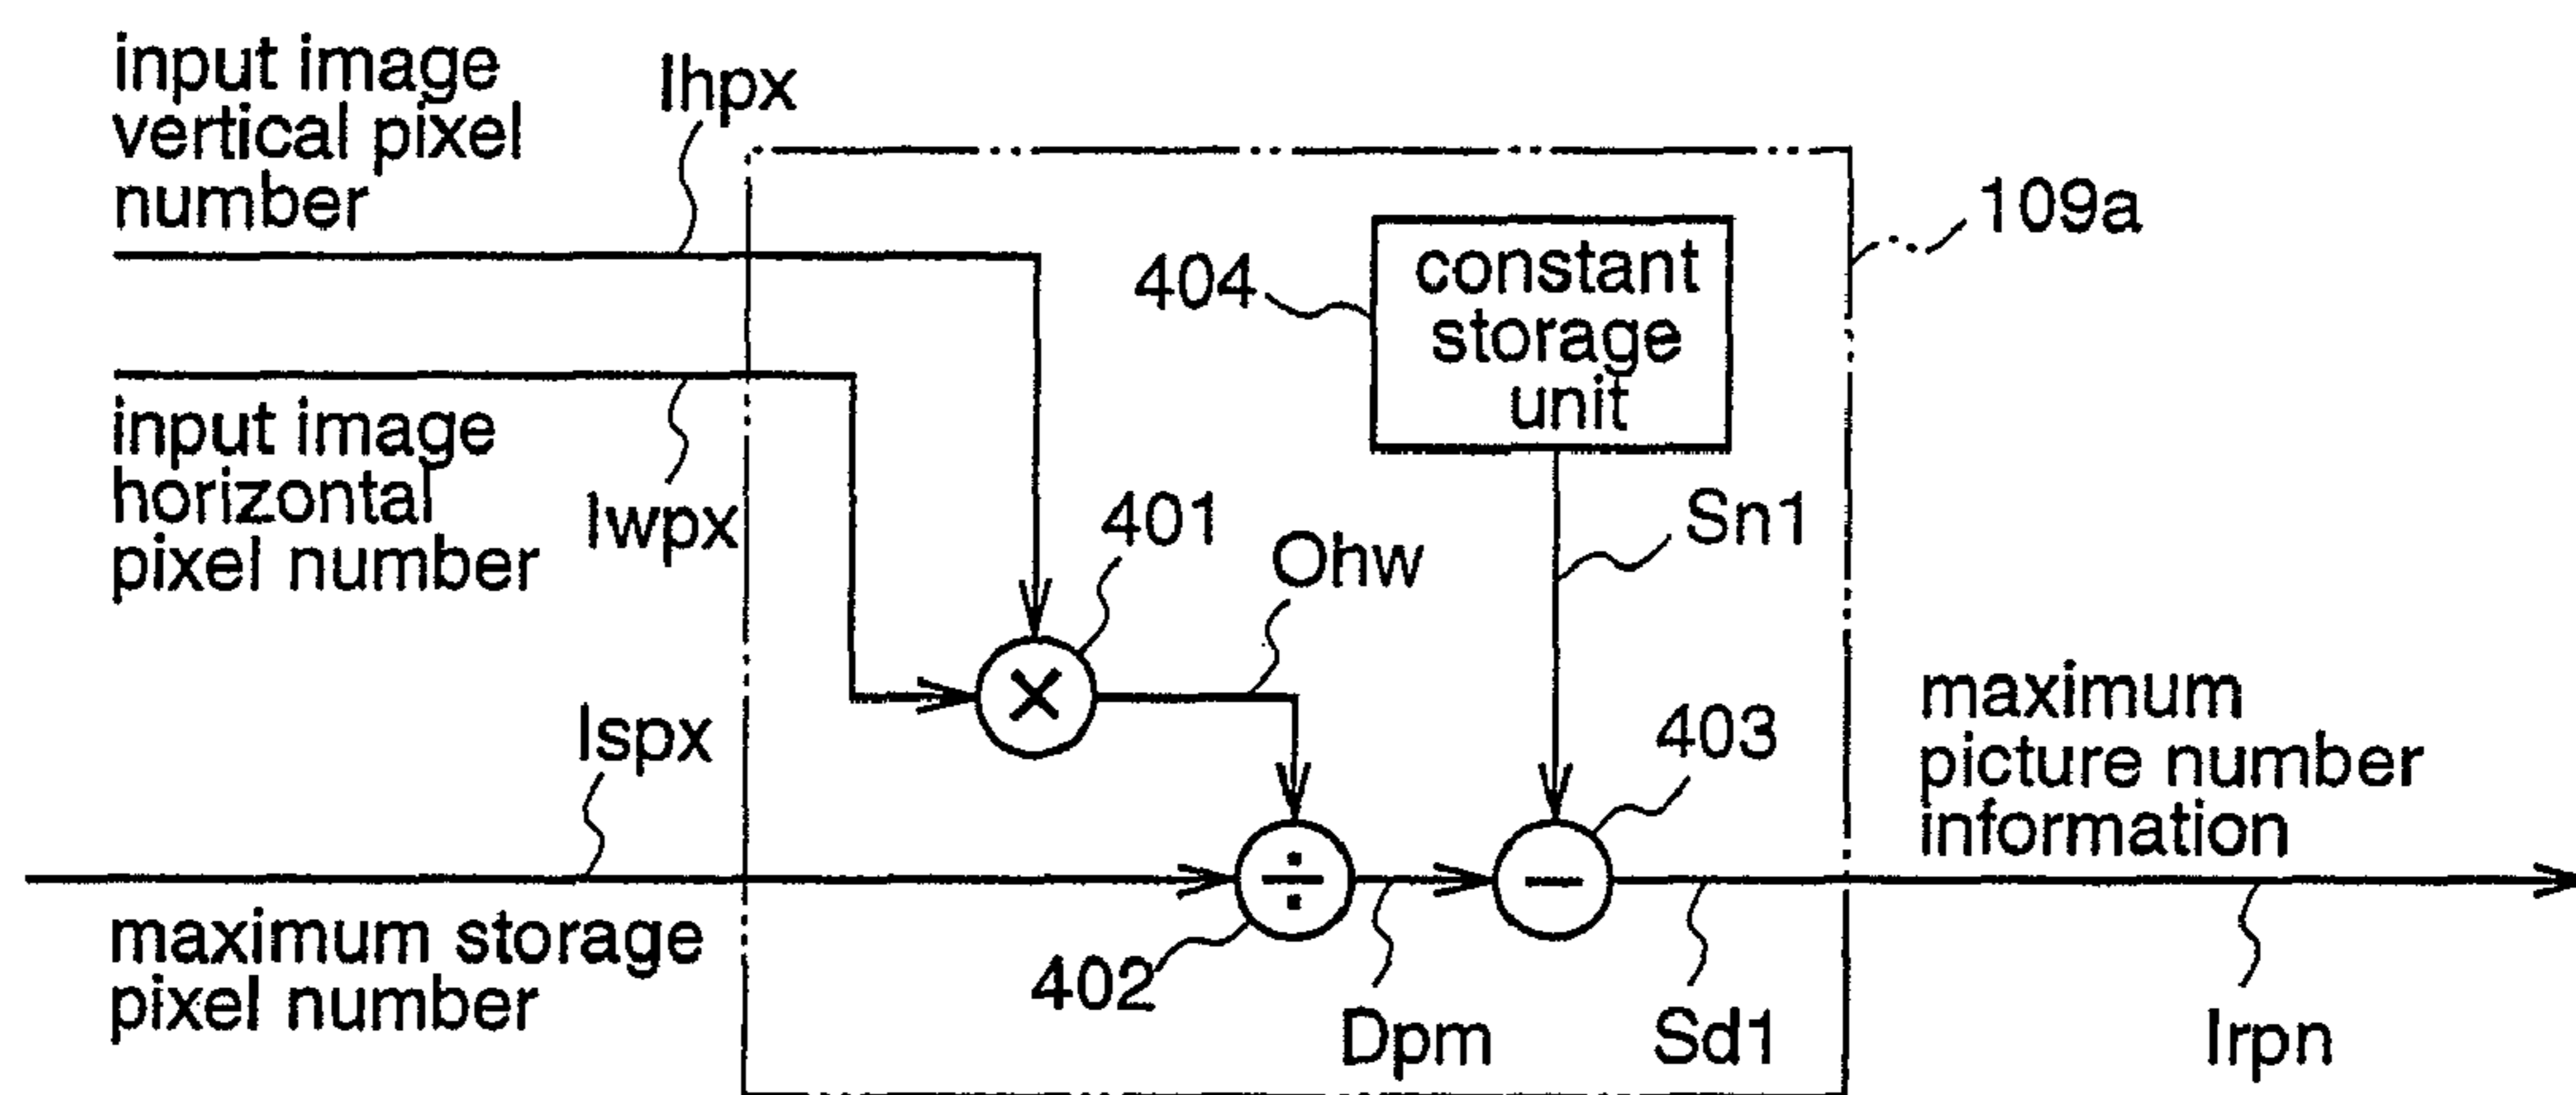 input image
vertical pixel
number
Ihpx
109a
404
constant
storage
unit
input image
horizontal
pixel number
Iwpx
401
Ohw
Sn1
Ispx
403
maximum
picture number
information
×
÷
−
maximum storage
pixel number
402
Dpm
Sd1
Irpn